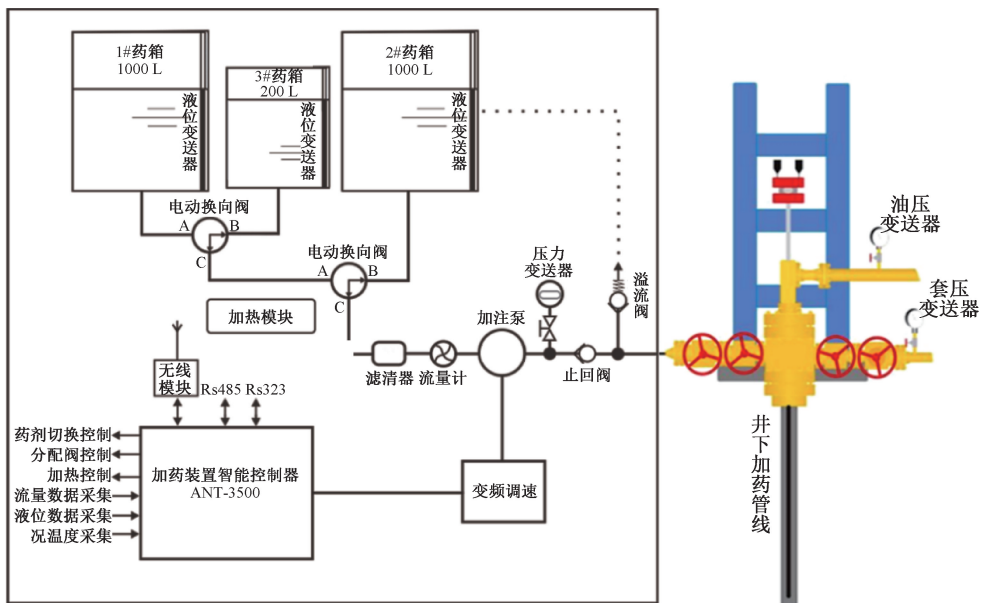 1#药箱
1000 L
液位变送器
3#药箱
200 L
液位变送器
2#药箱
1000 L
液位变送器
电动换向阀
A
B
C
电动换向阀
A
B
C
加热模块
压力
变送器
溢流阀
加注泵
滤清器
流量计
止回阀
无线
模块
Rs485 Rs323
药剂切换控制
分配阀控制
加热控制
流量数据采集
液位数据采集
况温度采集
加药装置智能控制器
ANT-3500
变频调速
油压
变送器
套压
变送器
井下加药管线